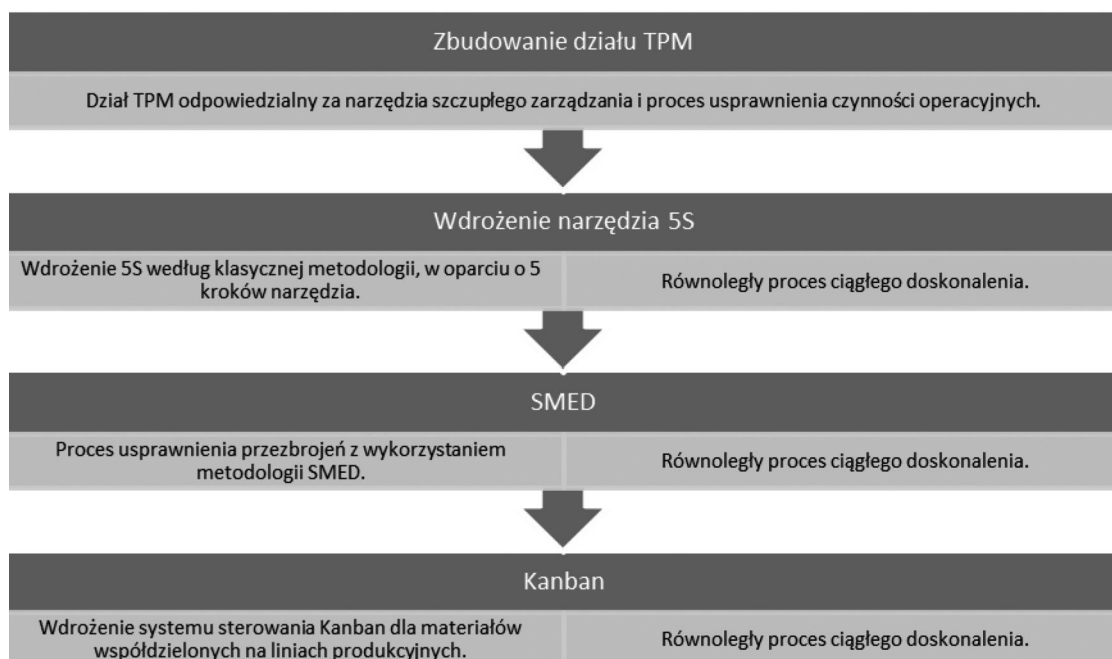 Zbudowanie działu TPM
Dział TPM odpowiedzialny za narzędzia szczupłego zarządzania i proces usprawnienia czynności operacyjnych.
Wdrożenie narzędzia 5S
Wdrożenie 5S według klasycznej metodologii, w oparciu o 5
kroków narzędzia.
Równoległy proces ciągłego doskonalenia.
SMED
Proces usprawnienia przezbrojeń z wykorzystaniem
metodologii SMED.
Równoległy proces ciągłego doskonalenia.
Kanban
Wdrożenie systemu sterowania Kanban dla materiałów
współdzielonych na liniach produkcyjnych.
Równoległy proces ciągłego doskonalenia.